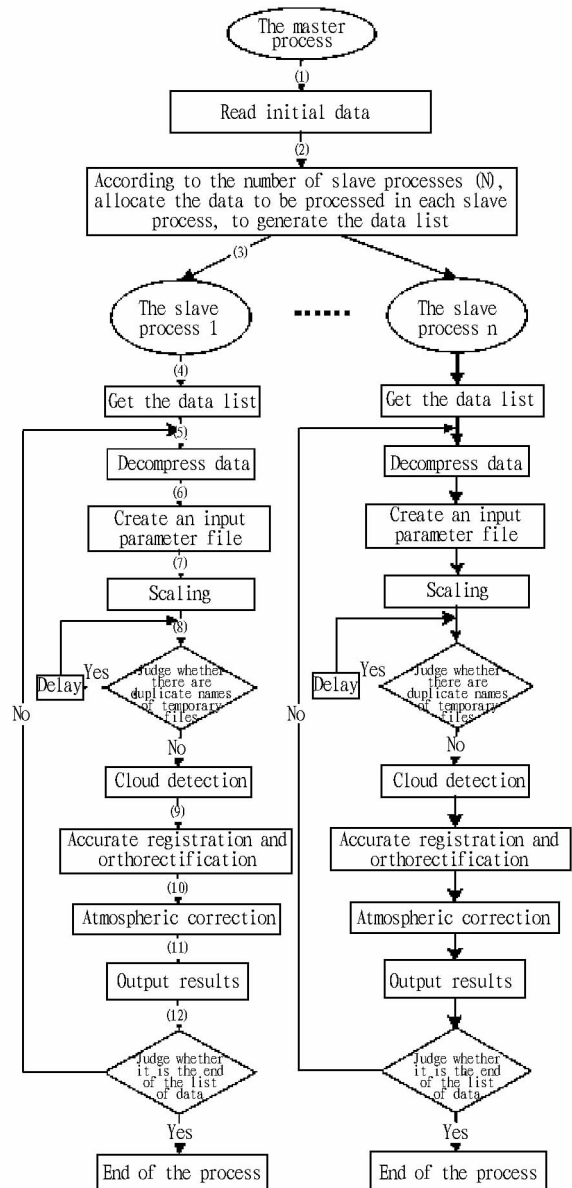 The master
process
(1)
Read initial data
(2)
According to the number of slave processes (N),
allocate the data to be processed in each slave
process, to generate the data list
(3)
The slave
process 1
The slave
process n
(4)
Get the data list
(5)
Decompress data
(6)
Create an input
parameter file
(7)
Scaling
(8)
Judge whether
there are
duplicate names
of temporary
files
Yes
Delay
No
No
Cloud detection
(9)
Accurate registration and
orthorectification
(10)
Atmospheric correction
(11)
Output results
(12)
Judge whether
it is the end
of the list
of data
Yes
End of the process
Get the data list
Decompress data
Create an input
parameter file
Scaling
Judge whether
there are
duplicate names
of temporary
files
Yes
Delay
No
No
Cloud detection
Accurate registration and
orthorectification
Atmospheric correction
Output results
Judge whether
it is the end
of the list
of data
Yes
End of the process